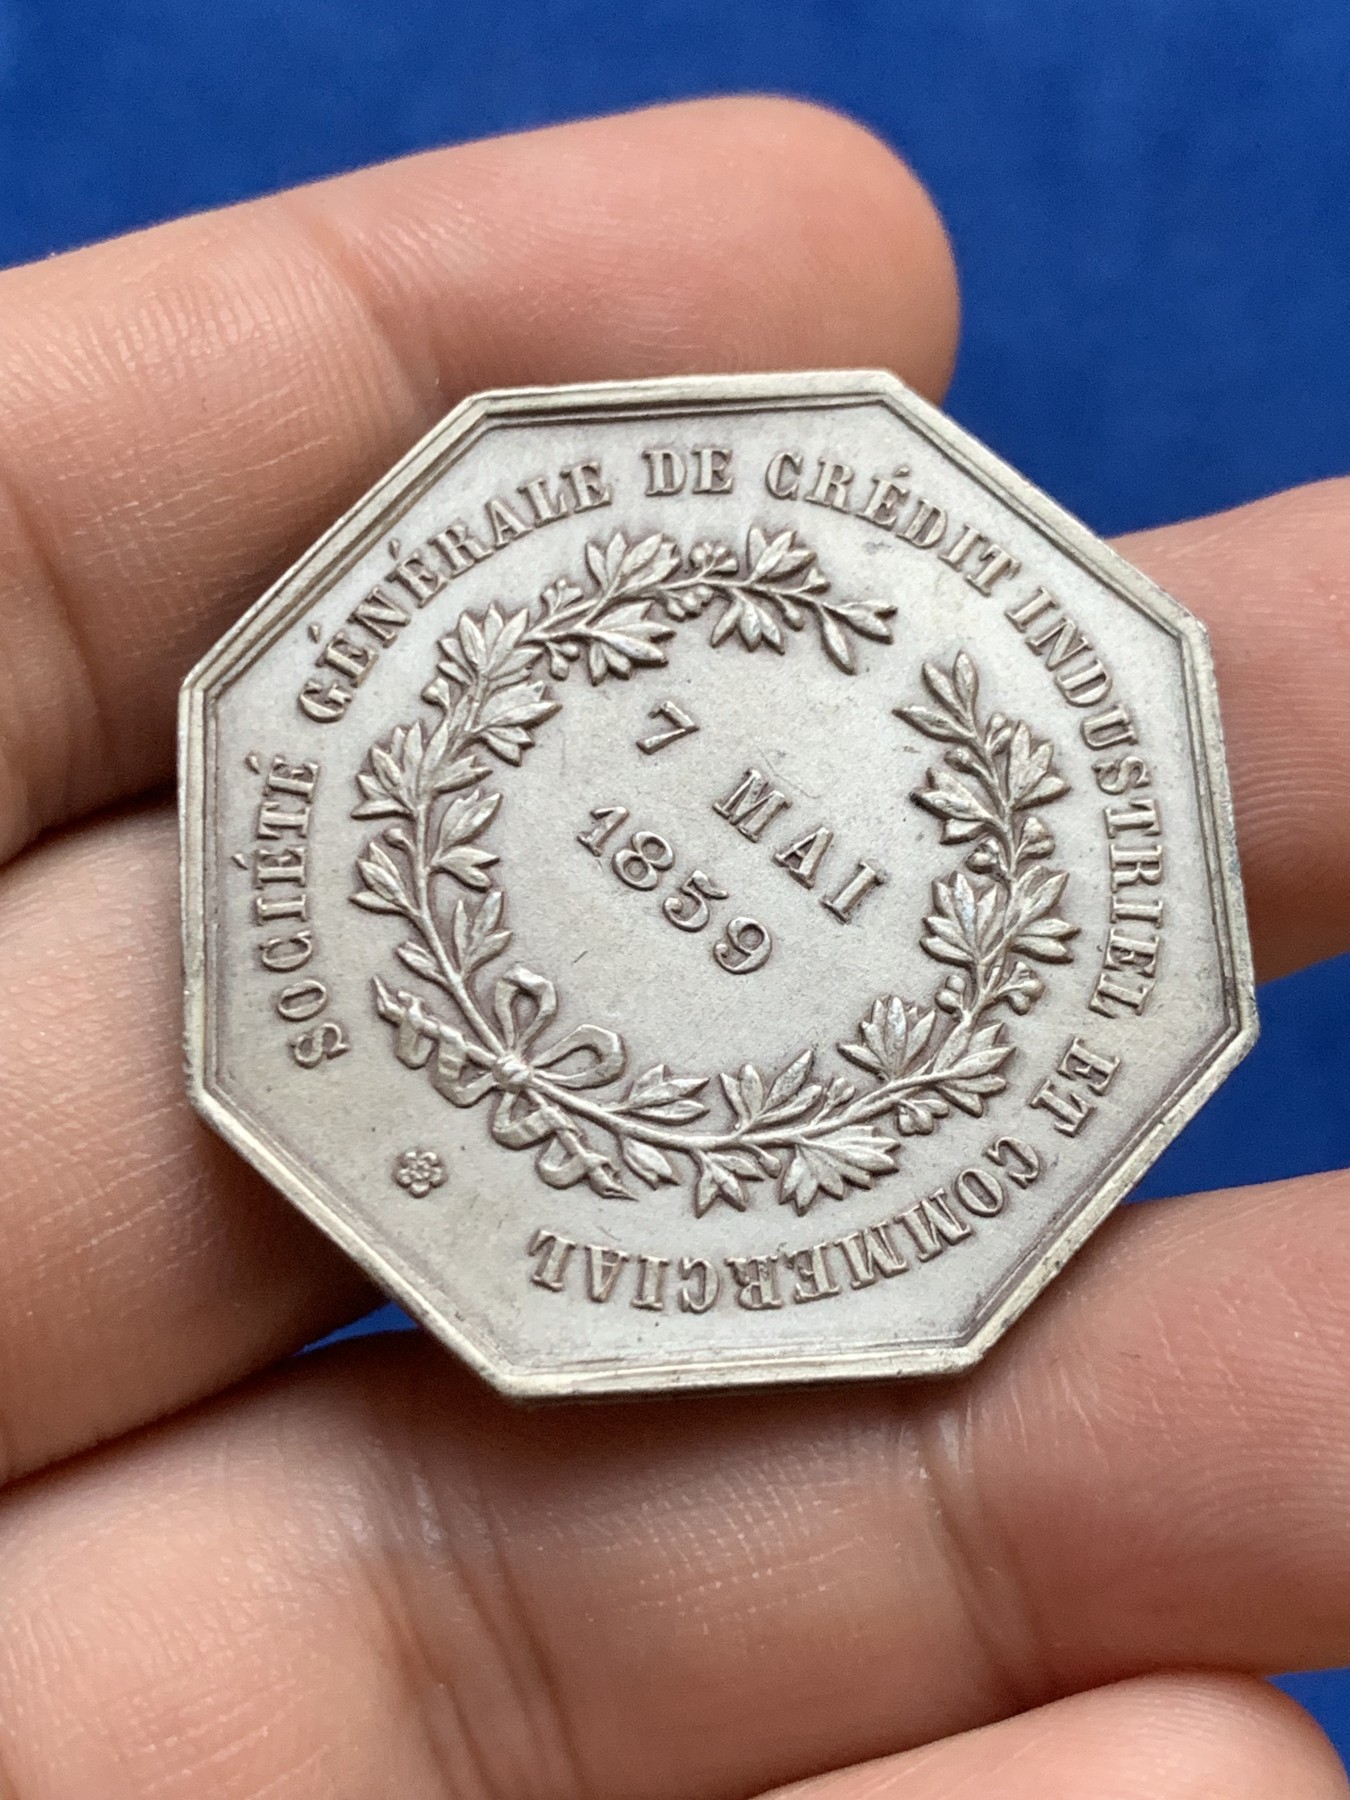 SOCIÉTÉ GÉNÉRALE DE CRÉDIT INDUSTRIEL ET COMMERCIAL
7 MAI
1859